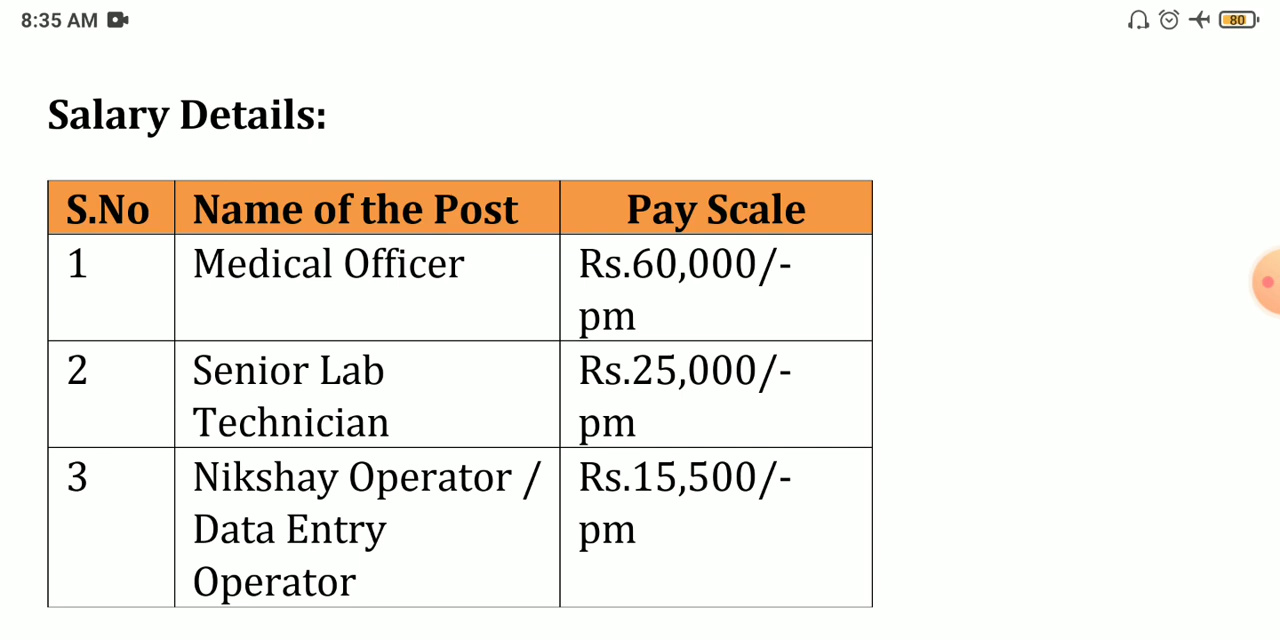 8:35 AM
80
Salary Details:
S.No Name of the Post Pay Scale
1 Medical Officer Rs.60,000/-
pm
2 Senior Lab Rs.25,000/-
Technician pm
3 Nikshay Operator / Rs.15,500/-
Data Entry pm
Operator